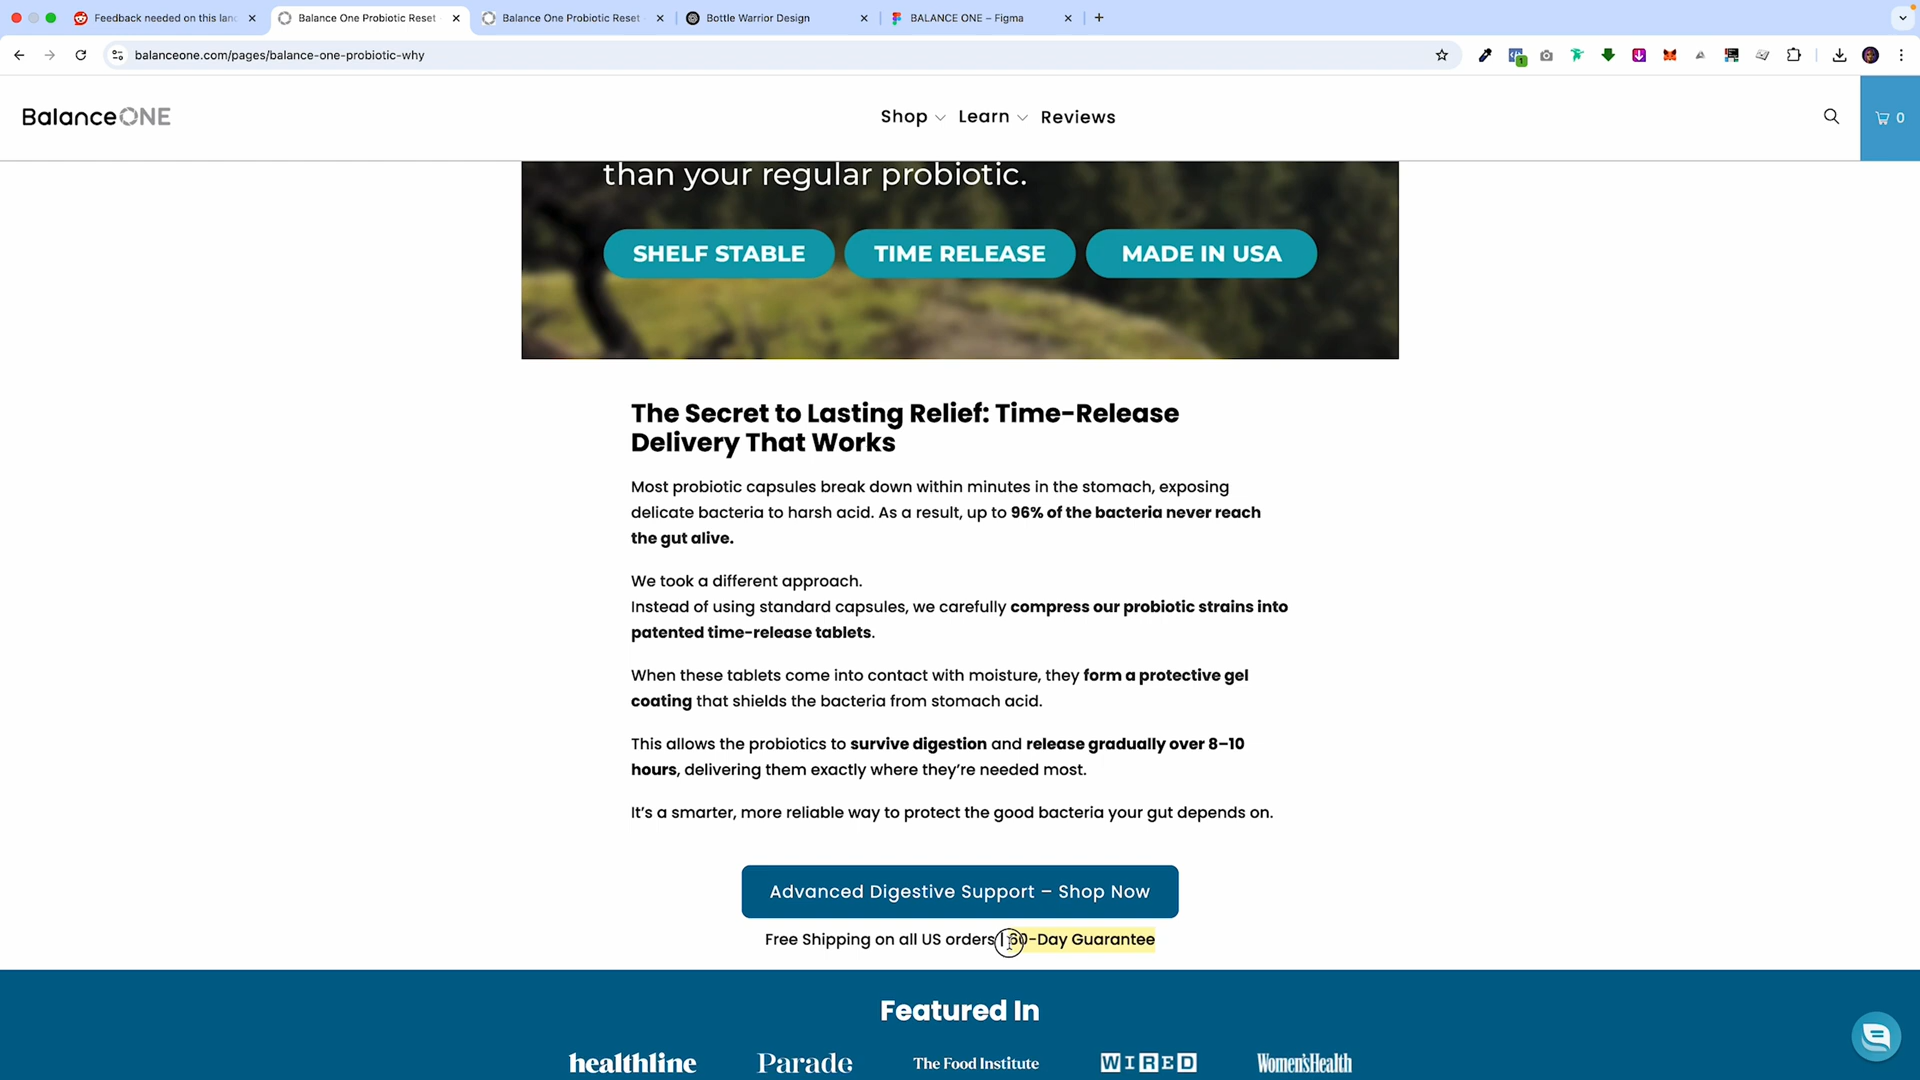 Feedback needed on this lan
Balance One Probiotic Reset
Balance One Probiotic Reset
Bottle Warrior Design
BALANCE ONE – Figma
balanceone.com/pages/balance-one-probiotic-why
1
BalanceONE
Shop
Learn
Reviews
0
than your regular probiotic.
SHELF STABLE
TIME RELEASE
MADE IN USA
The Secret to Lasting Relief: Time-Release
Delivery That Works
Most probiotic capsules break down within minutes in the stomach, exposing
delicate bacteria to harsh acid. As a result, up to 96% of the bacteria never reach
the gut alive.
We took a different approach.
Instead of using standard capsules, we carefully compress our probiotic strains into
patented time-release tablets.
When these tablets come into contact with moisture, they form a protective gel
coating that shields the bacteria from stomach acid.
This allows the probiotics to survive digestion and release gradually over 8–10
hours, delivering them exactly where they’re needed most.
It’s a smarter, more reliable way to protect the good bacteria your gut depends on.
Advanced Digestive Support – Shop Now
Free Shipping on all US orders | 60-Day Guarantee
Featured In
healthline
Parade
The Food Institute
WIRED
Women'sHealth